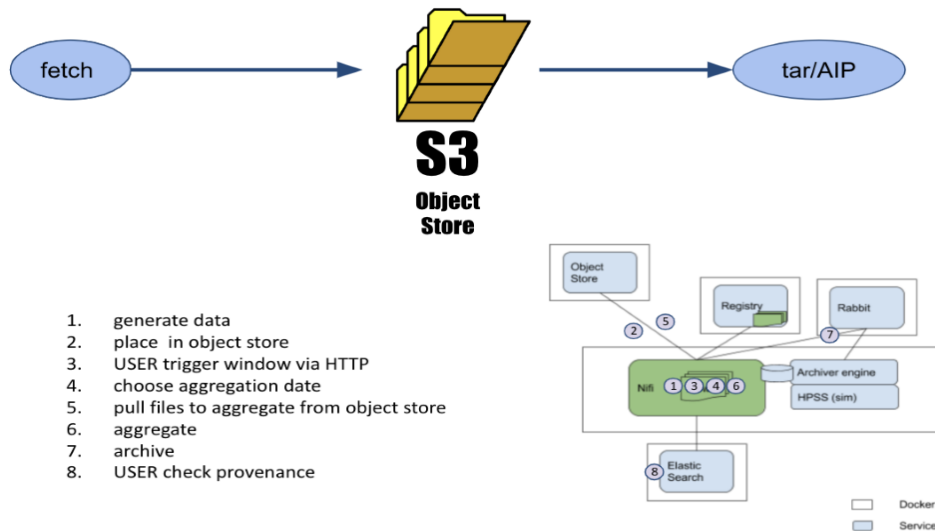 fetch
tar/AIP
S3
Object
Store
1. generate data
2. place in object store
3. USER trigger window via HTTP
4. choose aggregation date
5. pull files to aggregate from object store
6. aggregate
7. archive
8. USER check provenance
Object
Store
Registry
Rabbit
2
5
7
Nifi
1 3 4 6
Archiver engine
HPSS (sim)
8
Elastic
Search
Docker
Service